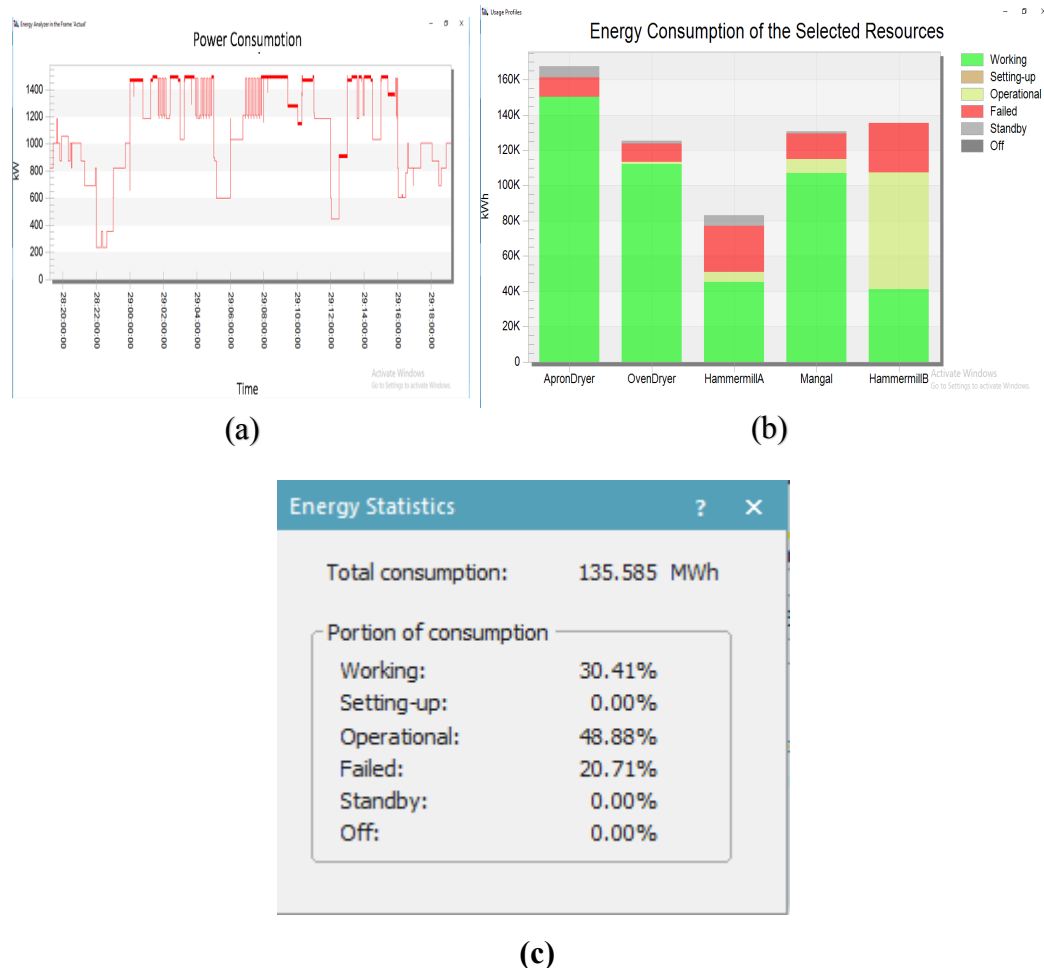 Energy Analyzer in the Frame 'Actual'
Power Consumption
kW
1400
1200
1000
800
600
400
200
0
28:20:00:00
28:22:00:00
29:00:00:00
29:02:00:00
29:04:00:00
29:06:00:00
29:08:00:00
29:10:00:00
29:12:00:00
29:14:00:00
29:16:00:00
29:18:00:00
Time
Activate Windows
Go to Settings to activate Windows.
(a)
Usage Profiles
Energy Consumption of the Selected Resources
kWh
160K
140K
120K
100K
80K
60K
40K
20K
0
ApronDryer OvenDryer HammermillA Mangal HammermillB
Working
Setting-up
Operational
Failed
Standby
Off
Activate Windows
Go to Settings to activate Windows.
(b)
Energy Statistics ? ×
Total consumption: 135.585 MWh
Portion of consumption
Working: 30.41%
Setting-up: 0.00%
Operational: 48.88%
Failed: 20.71%
Standby: 0.00%
Off: 0.00%
(c)